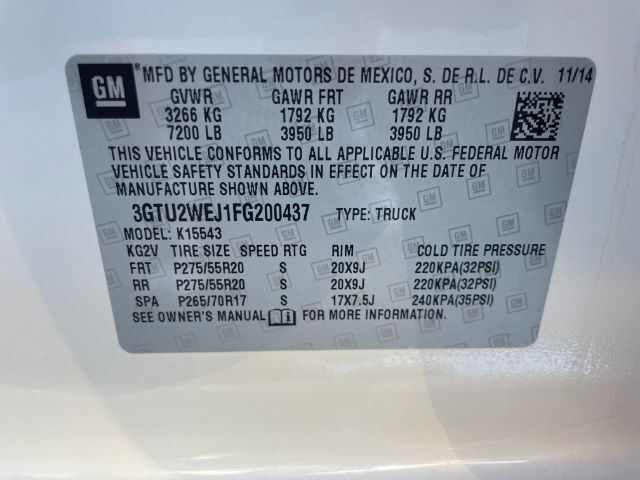 GM *MFD BY GENERAL MOTORS DE MEXICO, S. DE R.L. DE C.V. 11/14
GVWR GAWR FRT GAWR RR
3266 KG 1792 KG 1792 KG
7200 LB 3950 LB 3950 LB
THIS VEHICLE CONFORMS TO ALL APPLICABLE U.S. FEDERAL MOTOR
VEHICLE SAFETY STANDARDS IN EFFECT ON THE DATE OF
MANUFACTURE SHOWN ABOVE.
3GTU2WEJ1FG200437 TYPE: TRUCK
MODEL: K15543
KG2V TIRE SIZE SPEED RTG RIM COLD TIRE PRESSURE
FRT P275/55R20 S 20X9J 220KPA(32PSI)
RR P275/55R20 S 20X9J 220KPA(32PSI)
SPA P265/70R17 S 17X7.5J 240KPA(35PSI)
SEE OWNER'S MANUAL i FOR MORE INFORMATION.